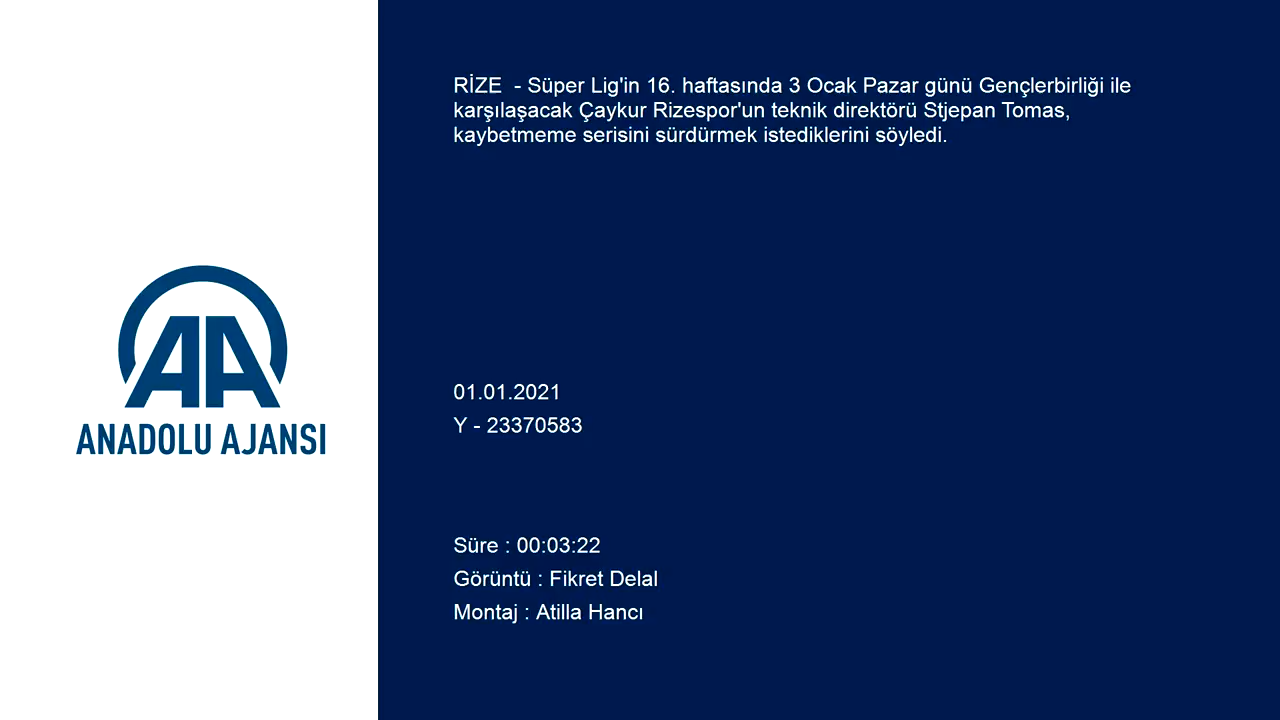 RİZE  - Süper Lig'in 16. haftasında 3 Ocak Pazar günü Gençlerbirliği ile
karşılaşacak Çaykur Rizespor'un teknik direktörü Stjepan Tomas,
kaybetmeme serisini sürdürmek istediklerini söyledi.
AA
ANADOLU AJANSI
01.01.2021
Y - 23370583
Süre : 00:03:22
Görüntü : Fikret Delal
Montaj : Atilla Hancı